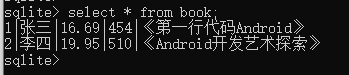 sqlite> select * from book;
1|张三|16.69|454|《第一行代码Android》
2|李四|19.95|510|《Android开发艺术探索》
sqlite>